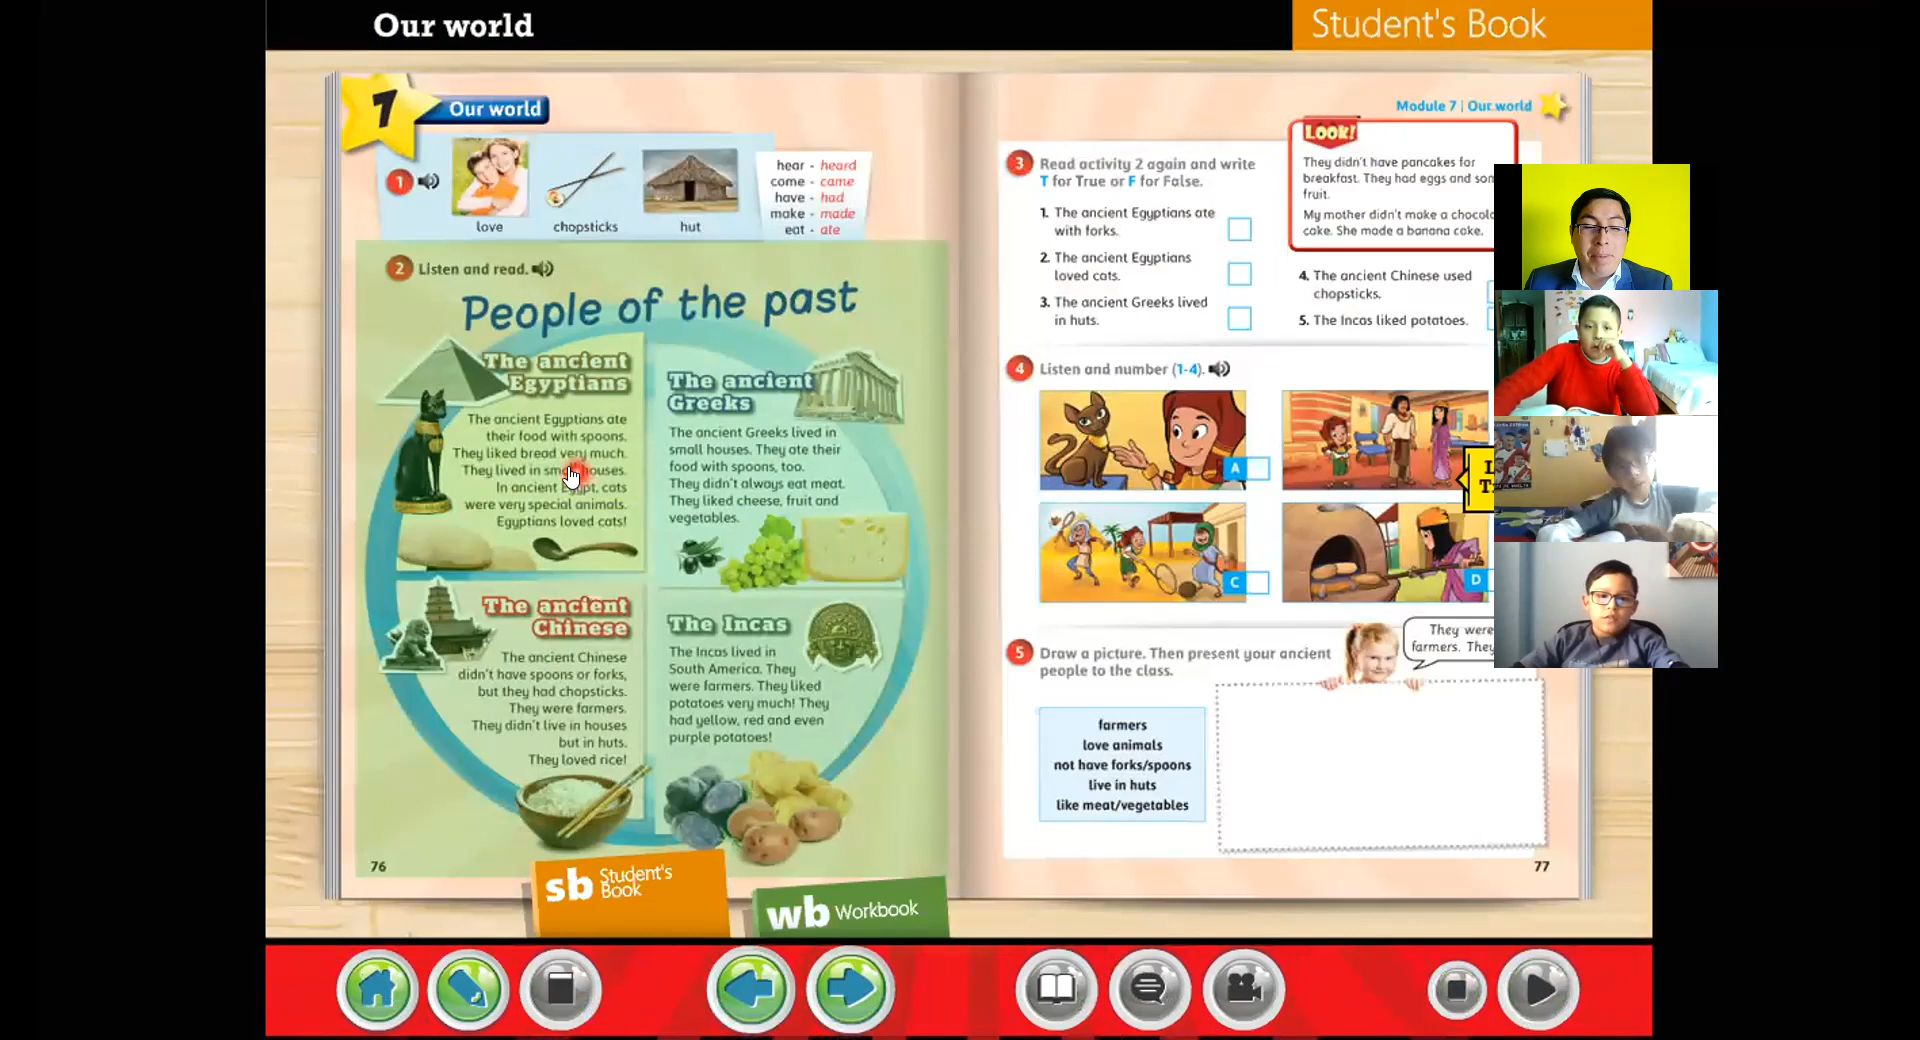 Our world
Student's Book
7
Our world
1
love
chopsticks
hut
hear - heard
come - came
have - had
make - made
eat - ate
2 Listen and read.
People of the past
The ancient
Egyptians
The ancient Egyptians ate
their food with spoons.
They liked bread very much.
They lived in small houses.
In ancient Egypt, cats
were very special animals.
Egyptians loved cats!
The ancient
Greeks
The ancient Greeks lived in
small houses. They ate their
food with spoons, too.
They didn't always eat meat.
They liked cheese, fruit and
vegetables.
The ancient
Chinese
The ancient Chinese
didn't have spoons or forks,
but they had chopsticks.
They were farmers.
They didn't live in houses
but in huts.
They loved rice!
The Incas
The Incas lived in
South America. They
were farmers. They liked
potatoes very much! They
had yellow, red and even
purple potatoes!
76
sb Student's
Book
wb Workbook
Module 7 | Our world
3 Read activity 2 again and write
T for True or F for False.
1. The ancient Egyptians ate
with forks.
2. The ancient Egyptians
loved cats.
3. The ancient Greeks lived
in huts.
LOOK!
They didn't have pancakes for
breakfast. They had eggs and
fruit.
My mother didn't make a
cake. She made a banana cake.
4. The ancient Chinese used
chopsticks.
5. The Incas liked potatoes.
4 Listen and number (1-4).
A
C
D
5 Draw a picture. Then present your ancient
people to the class.
They were
farmers. They
farmers
love animals
not have forks/spoons
live in huts
like meat/vegetables
77